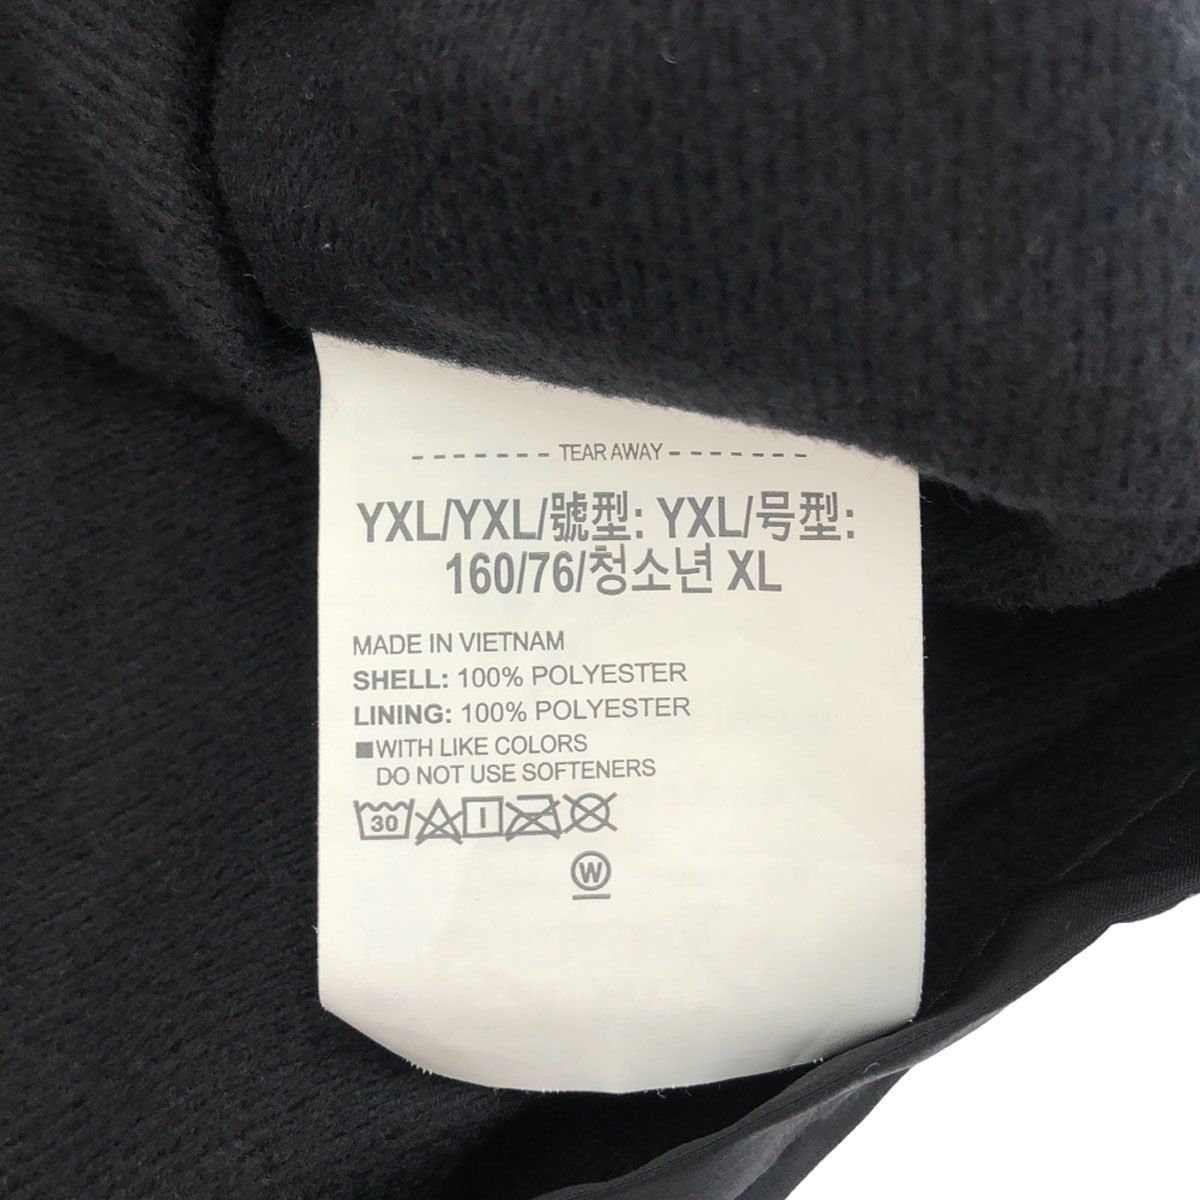 ------- TEAR AWAY -------
YXL/YXL/號型: YXL/号型:
160/76/청소년 XL
MADE IN VIETNAM
SHELL: 100% POLYESTER
LINING: 100% POLYESTER
■WITH LIKE COLORS
DO NOT USE SOFTENERS
30
W